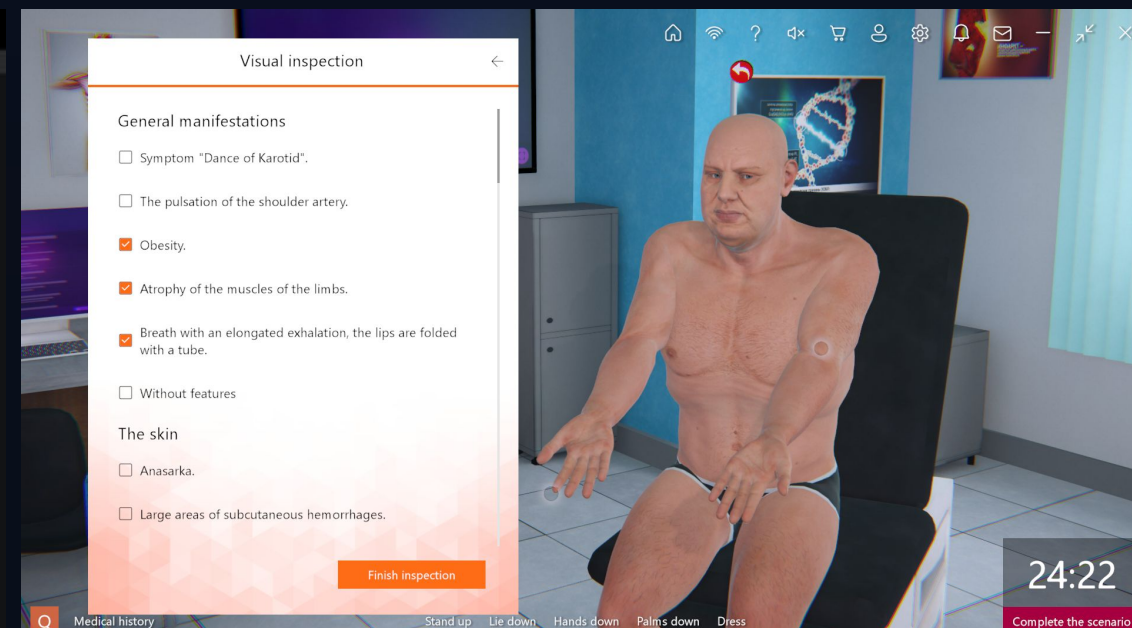 Visual inspection
General manifestations
Symptom "Dance of Karotid".
The pulsation of the shoulder artery.
Obesity.
Atrophy of the muscles of the limbs.
Breath with an elongated exhalation, the lips are folded
with a tube.
Without features
The skin
Anasarka.
Large areas of subcutaneous hemorrhages.
Finish inspection
24:22
Complete the scenario
Q Medical history
Stand up Lie down Hands down Palms down Dress